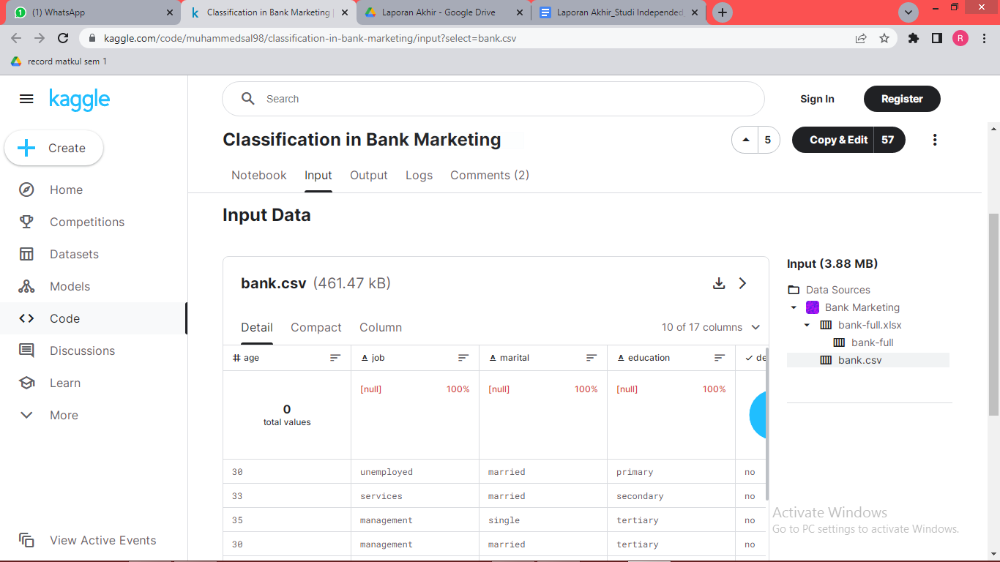 (1) WhatsApp
Classification in Bank Marketing |
Laporan Akhir - Google Drive
Laporan Akhir_Studi Independed
kaggle.com/code/muhammedsal98/classification-in-bank-marketing/input?select=bank.csv
R
record matkul sem 1
kaggle
Search
Sign In
Register
Create
Home
Competitions
Datasets
Models
Code
Discussions
Learn
More
View Active Events
Classification in Bank Marketing
5
Copy & Edit 57
Notebook Input Output Logs Comments (2)
Input Data
bank.csv (461.47 kB)
Detail Compact Column
10 of 17 columns
# age A job A marital A education de
0
total values
[null] 100% [null] 100% [null] 100%
30 unemployed married primary no
33 services married secondary no
35 management single tertiary no
30 management married tertiary no
Input (3.88 MB)
Data Sources
Bank Marketing
bank-full.xlsx
bank-full
bank.csv
Activate Windows
Go to PC settings to activate Windows.